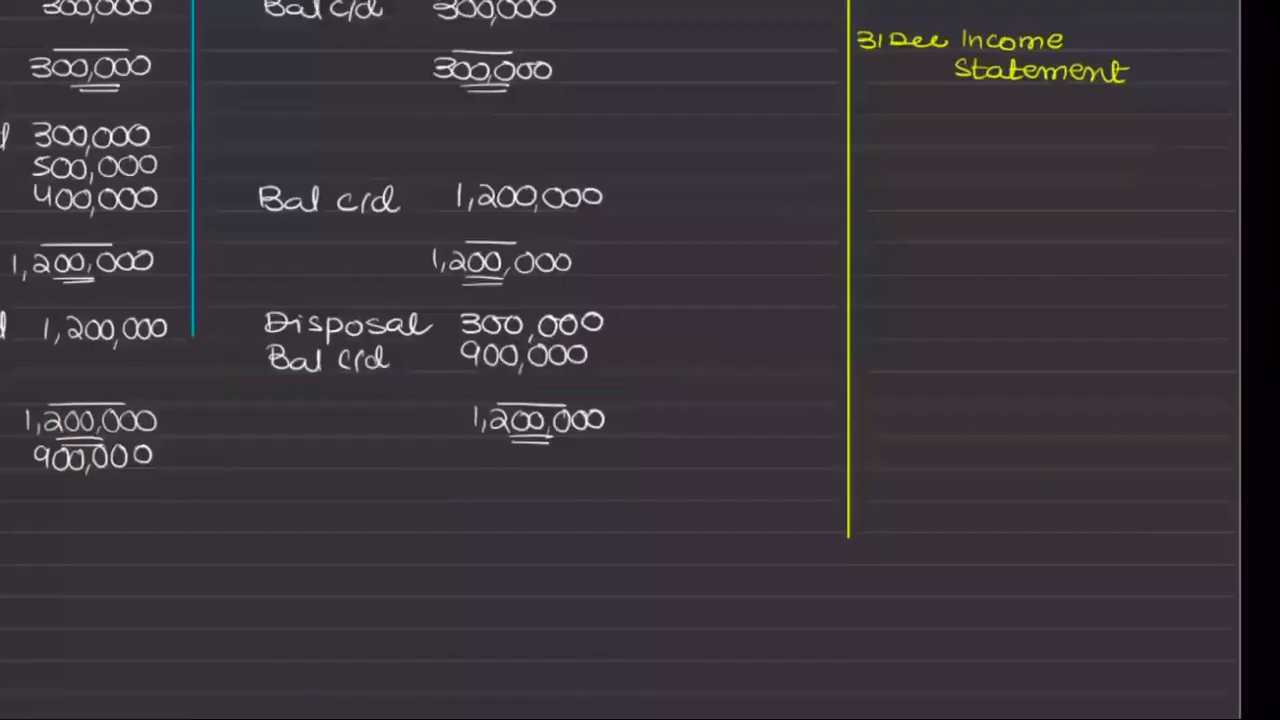 300,000 Bal c/d 300,000
31 Dec Income
300,000 300,000 Statement
d 300,000
500,000
400,000 Bal c/d 1,200,000
1,200,000 1,200,000
d 1,200,000 Disposal 300,000
Bal c/d 900,000
1,200,000 1,200,000
900,000